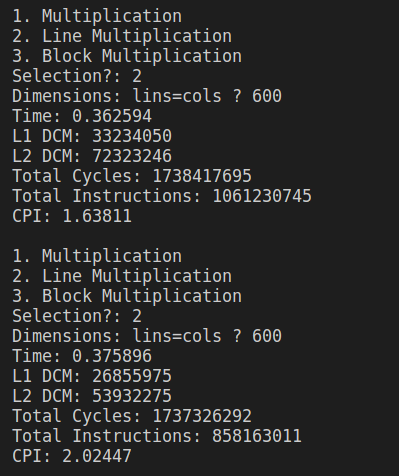 1. Multiplication
2. Line Multiplication
3. Block Multiplication
Selection?: 2
Dimensions: lins=cols ? 600
Time: 0.362594
L1 DCM: 33234050
L2 DCM: 72323246
Total Cycles: 1738417695
Total Instructions: 1061230745
CPI: 1.63811

1. Multiplication
2. Line Multiplication
3. Block Multiplication
Selection?: 2
Dimensions: lins=cols ? 600
Time: 0.375896
L1 DCM: 26855975
L2 DCM: 53932275
Total Cycles: 1737326292
Total Instructions: 858163011
CPI: 2.02447